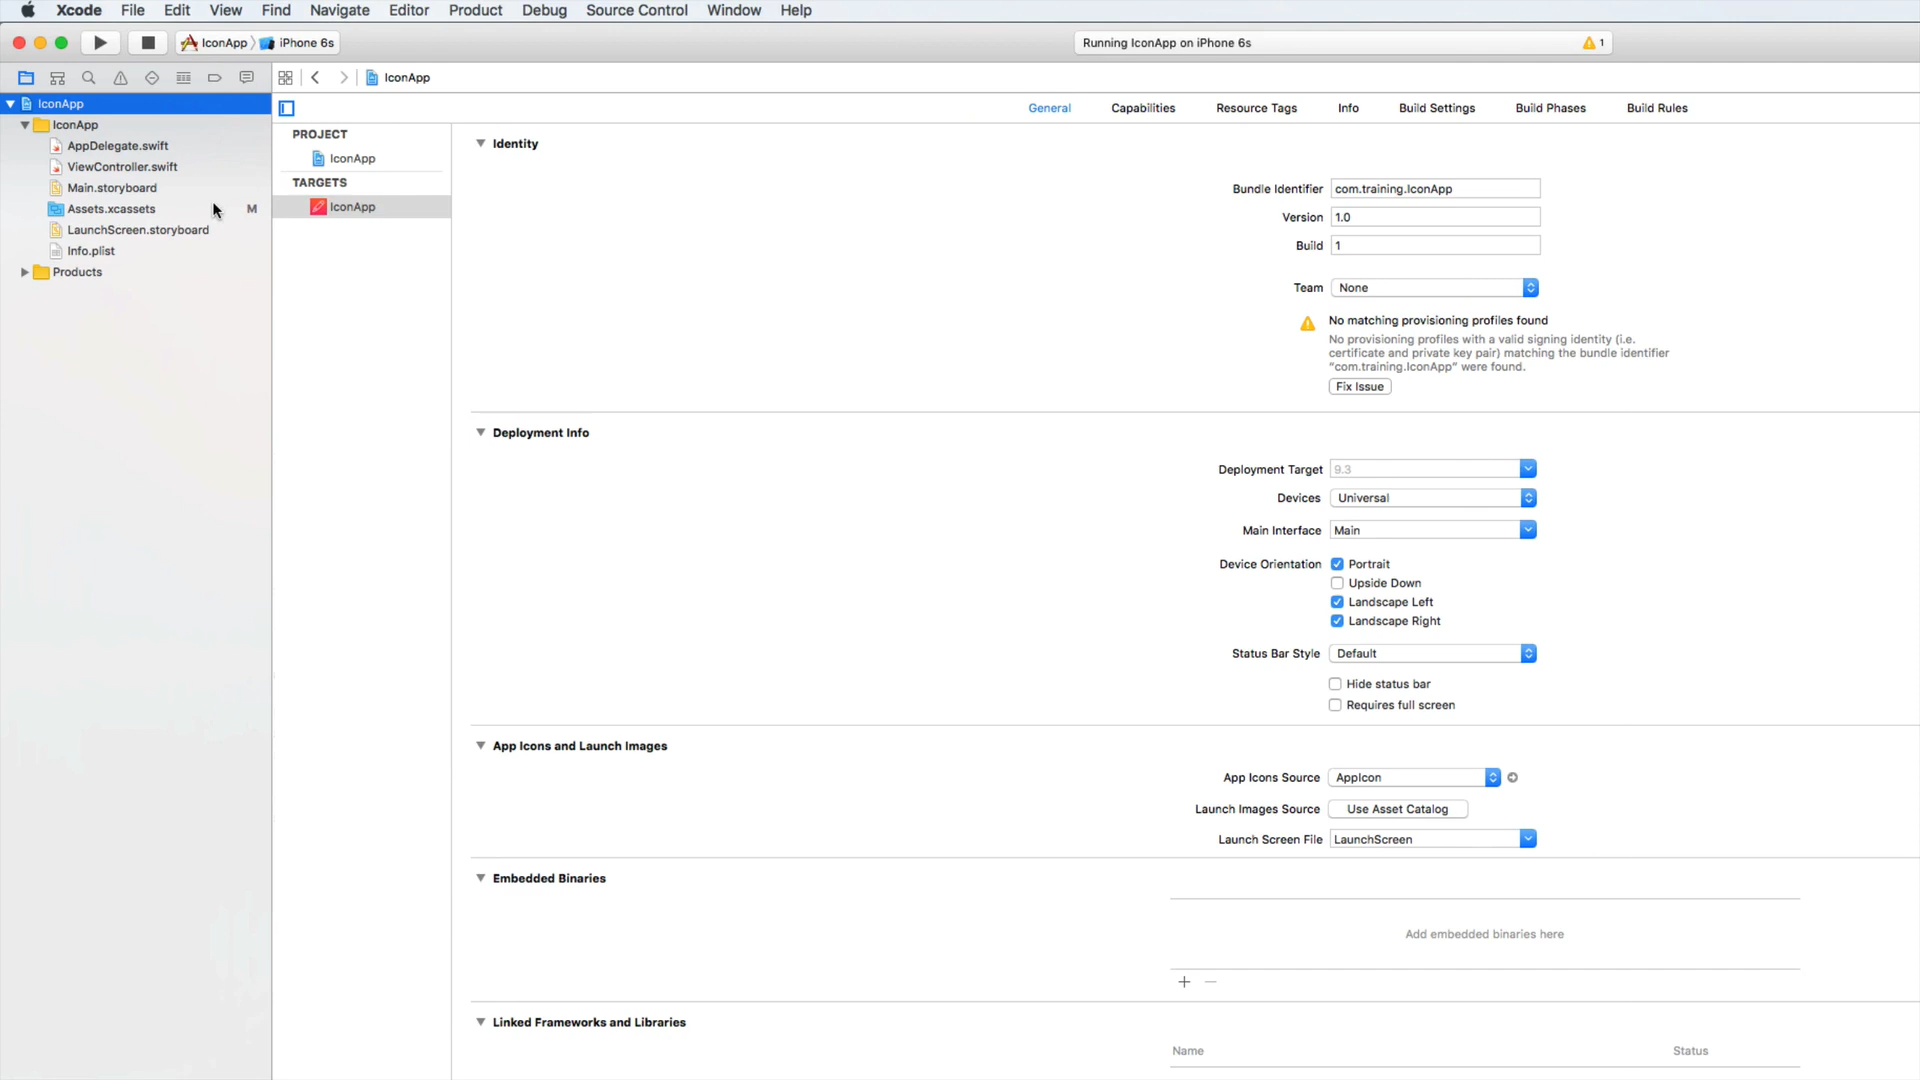 Xcode File Edit View Find Navigate Editor Product Debug Source Control Window Help
IconApp iPhone 6s
Running IconApp on iPhone 6s
1
IconApp
IconApp
IconApp
AppDelegate.swift
ViewController.swift
Main.storyboard
Assets.xcassets M
LaunchScreen.storyboard
Info.plist
Products
General Capabilities Resource Tags Info Build Settings Build Phases Build Rules
PROJECT
IconApp
TARGETS
IconApp
Identity
Bundle Identifier com.training.IconApp
Version 1.0
Build 1
Team None
No matching provisioning profiles found
No provisioning profiles with a valid signing identity (i.e.
certificate and private key pair) matching the bundle identifier
“com.training.IconApp” were found.
Fix Issue
Deployment Info
Deployment Target 9.3
Devices Universal
Main Interface Main
Device Orientation Portrait
Upside Down
Landscape Left
Landscape Right
Status Bar Style Default
Hide status bar
Requires full screen
App Icons and Launch Images
App Icons Source AppIcon
Launch Images Source Use Asset Catalog
Launch Screen File LaunchScreen
Embedded Binaries
Add embedded binaries here
Linked Frameworks and Libraries
Name Status